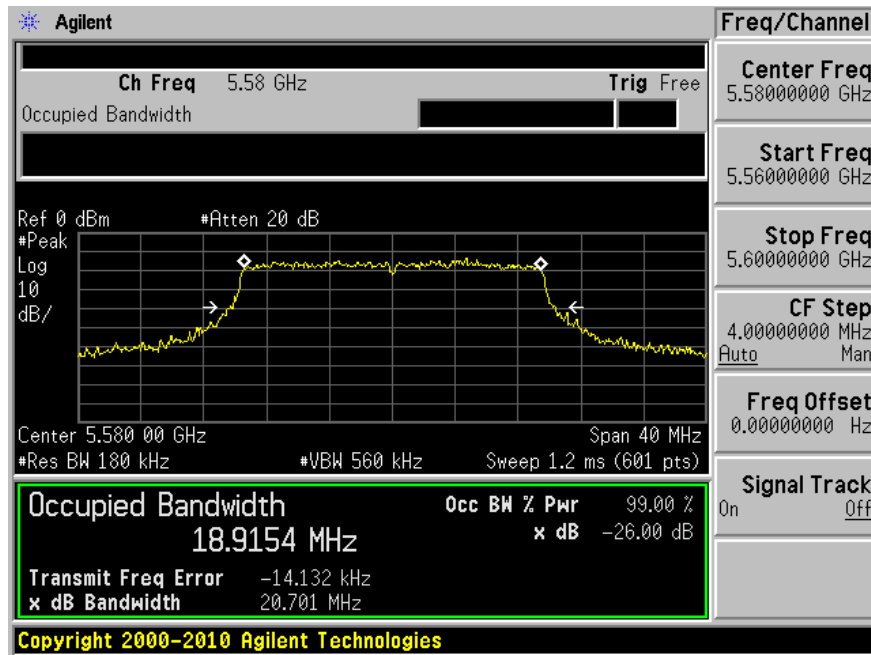 Agilent
Freq/Channel
Ch Freq 5.58 GHz Trig Free
Occupied Bandwidth
Center Freq
5.58000000 GHz
Start Freq
5.56000000 GHz
Stop Freq
5.60000000 GHz
CF Step
4.00000000 MHz
Auto Man
Freq Offset
0.00000000 Hz
Signal Track
On Off
Ref 0 dBm #Atten 20 dB
#Peak
Log
10
dB/
Center 5.580 00 GHz Span 40 MHz
#Res BW 180 kHz #VBW 560 kHz Sweep 1.2 ms (601 pts)
Occupied Bandwidth
18.9154 MHz
Occ BW % Pwr 99.00 %
x dB -26.00 dB
Transmit Freq Error -14.132 kHz
x dB Bandwidth 20.701 MHz
Copyright 2000-2010 Agilent Technologies